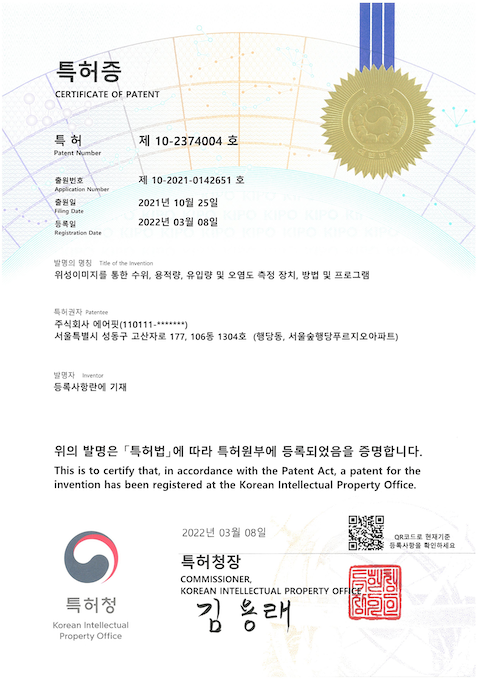 특허증
CERTIFICATE OF PATENT
특 허 제 10-2374004 호
Patent Number
출원번호 제 10-2021-0142651 호
Application Number
출원일 2021년 10월 25일
Filing Date
등록일 2022년 03월 08일
Registration Date
발명의 명칭 Title of the Invention
위성이미지를 통한 수위, 용적량, 유입량 및 오염도 측정 장치, 방법 및 프로그램
특허권자 Patentee
주식회사 에어핏(110111-*******)
서울특별시 성동구 고산자로 177, 106동 1304호 (행당동, 서울숲행당푸르지오아파트)
발명자 Inventor
등록사항란에 기재
위의 발명은 「특허법」에 따라 특허원부에 등록되었음을 증명합니다.
This is to certify that, in accordance with the Patent Act, a patent for the
invention has been registered at the Korean Intellectual Property Office.
2022년 03월 08일
QR코드로 현재기준
등록사항을 확인하세요
특허청장
COMMISSIONER,
KOREAN INTELLECTUAL PROPERTY OFFICE
김용래
특허청
Korean Intellectual
Property Office